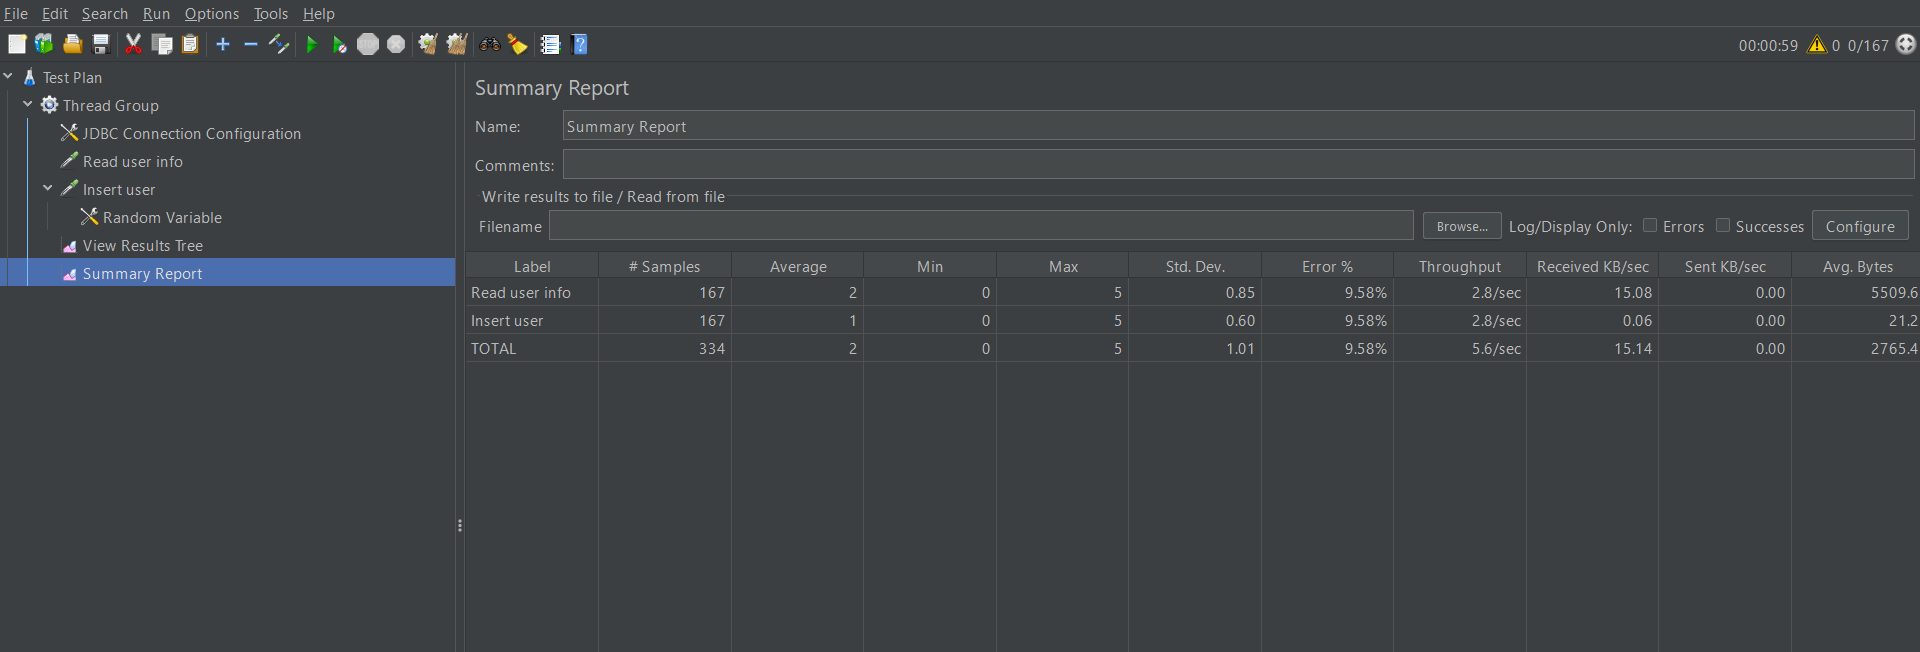 File Edit Search Run Options Tools Help
00:00:59 0 0/167
Test Plan
Thread Group
JDBC Connection Configuration
Read user info
Insert user
Random Variable
View Results Tree
Summary Report
Summary Report
Name: Summary Report
Comments:
Write results to file / Read from file
Filename Browse... Log/Display Only: Errors Successes Configure
Label # Samples Average Min Max Std. Dev. Error % Throughput Received KB/sec Sent KB/sec Avg. Bytes
Read user info 167 2 0 5 0.85 9.58% 2.8/sec 15.08 0.00 5509.6
Insert user 167 1 0 5 0.60 9.58% 2.8/sec 0.06 0.00 21.2
TOTAL 334 2 0 5 1.01 9.58% 5.6/sec 15.14 0.00 2765.4